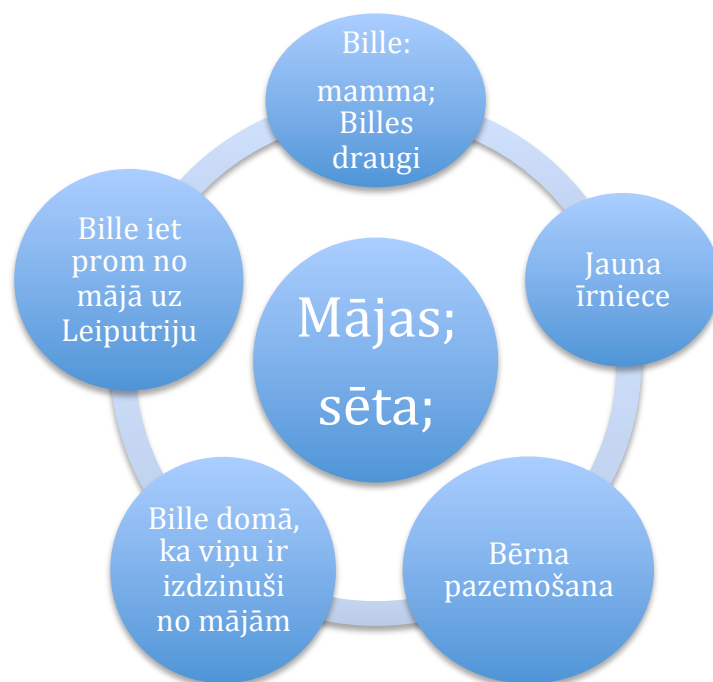 Bille:
mamma;
Billes
draugi
Jauna
īrniece
Bērna
pazemošana
Bille domā,
ka viņu ir
izdzinuši
no mājām
Bille iet
prom no
mājā uz
Leiputriju
Mājas;
sēta;